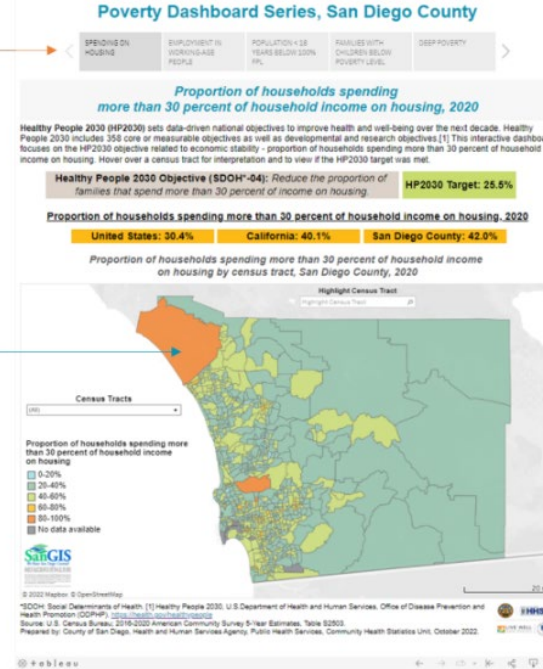 Poverty Dashboard Series, San Diego County
SPENDING ON
HOUSING
EMPLOYMENT IN
WORKING-AGE
PEOPLE
POPULATION < 18
YEARS BELOW 100%
FPL
FAMILIES WITH
CHILDREN BELOW
POVERTY LEVEL
DEEP POVERTY
Proportion of households spending
more than 30 percent of household income on housing, 2020
Healthy People 2030 (HP2030) sets data-driven national objectives to improve health and well-being over the next decade. Healthy
People 2030 includes 358 core or measurable objectives as well as developmental and research objectives.[1] This interactive dashboa
focuses on the HP2030 objective related to economic stability - proportion of households spending more than 30 percent of household
income on housing. Hover over a census tract for interpretation and to view if the HP2030 target was met.
Healthy People 2030 Objective (SDOH*-04): Reduce the proportion of
families that spend more than 30 percent of income on housing.
HP2030 Target: 25.5%
Proportion of households spending more than 30 percent of household income on housing, 2020
United States: 30.4%
California: 40.1%
San Diego County: 42.0%
Proportion of households spending more than 30 percent of household income
on housing by census tract, San Diego County, 2020
Highlight Census Tract
Highlight Census Tract
Census Tracts
(All)
Proportion of households spending more
than 30 percent of household income
on housing
0-20%
20-40%
40-60%
60-80%
80-100%
No data available
SanGIS
© 2022 Mapbox © OpenStreetMap
20
*SDOH: Social Determinants of Health. [1] Healthy People 2030, U.S.Department of Health and Human Services, Office of Disease Prevention and
Health Promotion (ODPHP). https://health.gov/healthypeople
Source: U.S. Census Bureau; 2016-2020 American Community Survey 5-Year Estimates, Table S2503.
Prepared by: County of San Diego, Health and Human Services Agency, Public Health Services, Community Health Statistics Unit, October 2022.
HHS
LIVE WELL
+ a b l e a u